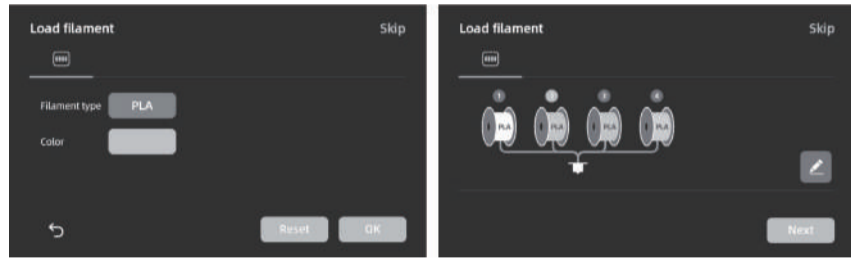 Load filament
Skip
Filament type
PLA
Color
Reset
OK
Load filament
Skip
1
2
3
4
PLA
PLA
PLA
PLA
Next